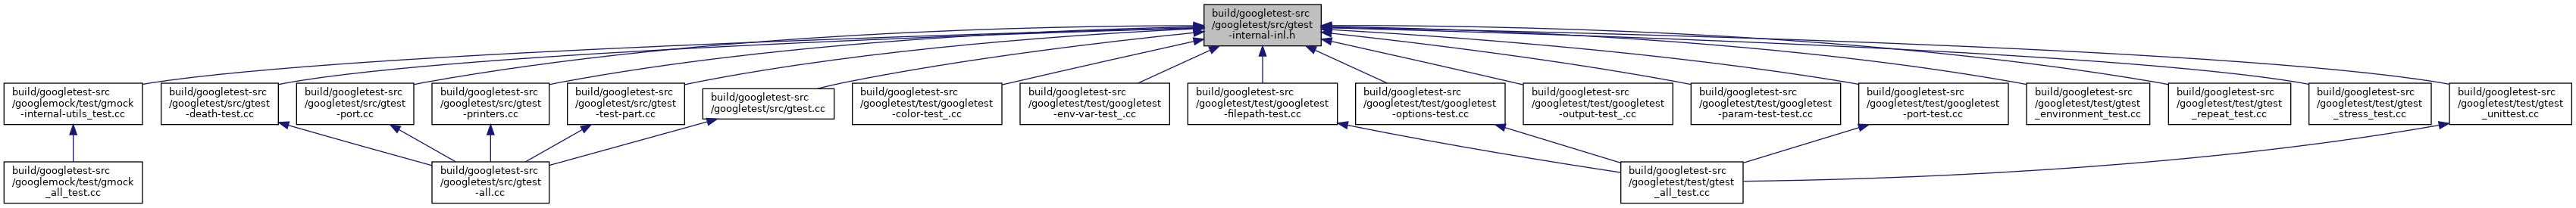 build/googletest-src
/googletest/src/gtest
-internal-inl.h
build/googletest-src
/googlemock/test/gmock
-internal-utils_test.cc
build/googletest-src
/googletest/src/gtest
-death-test.cc
build/googletest-src
/googletest/src/gtest
-port.cc
build/googletest-src
/googletest/src/gtest
-printers.cc
build/googletest-src
/googletest/src/gtest
-test-part.cc
build/googletest-src
/googletest/src/gtest.cc
build/googletest-src
/googletest/test/googletest
-color-test_.cc
build/googletest-src
/googletest/test/googletest
-env-var-test_.cc
build/googletest-src
/googletest/test/googletest
-filepath-test.cc
build/googletest-src
/googletest/test/googletest
-options-test.cc
build/googletest-src
/googletest/test/googletest
-output-test_.cc
build/googletest-src
/googletest/test/googletest
-param-test-test.cc
build/googletest-src
/googletest/test/googletest
-port-test.cc
build/googletest-src
/googletest/test/gtest
_environment_test.cc
build/googletest-src
/googletest/test/gtest
_repeat_test.cc
build/googletest-src
/googletest/test/gtest
_stress_test.cc
build/googletest-src
/googletest/test/gtest
_unittest.cc
build/googletest-src
/googlemock/test/gmock
_all_test.cc
build/googletest-src
/googletest/src/gtest
-all.cc
build/googletest-src
/googletest/test/gtest
_all_test.cc